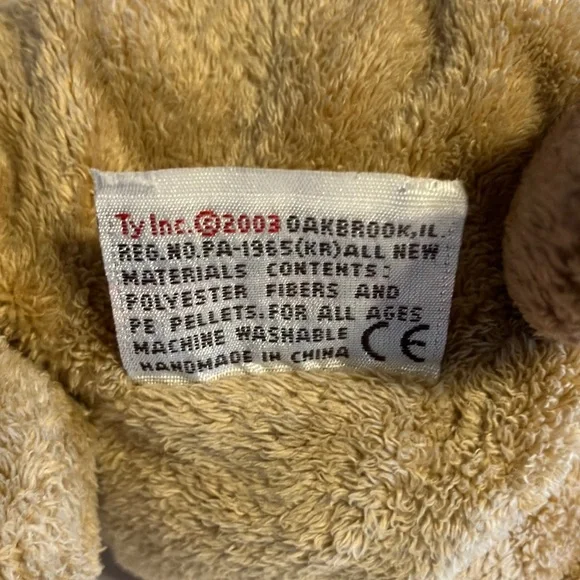 Ty Inc.©2003 OAKBROOK,IL.
REG.NO.PA-1965(KR)ALL NEW
MATERIALS CONTENTS:
POLYESTER FIBERS AND
PE PELLETS.FOR ALL AGES
MACHINE WASHABLE
HANDMADE IN CHINA CE